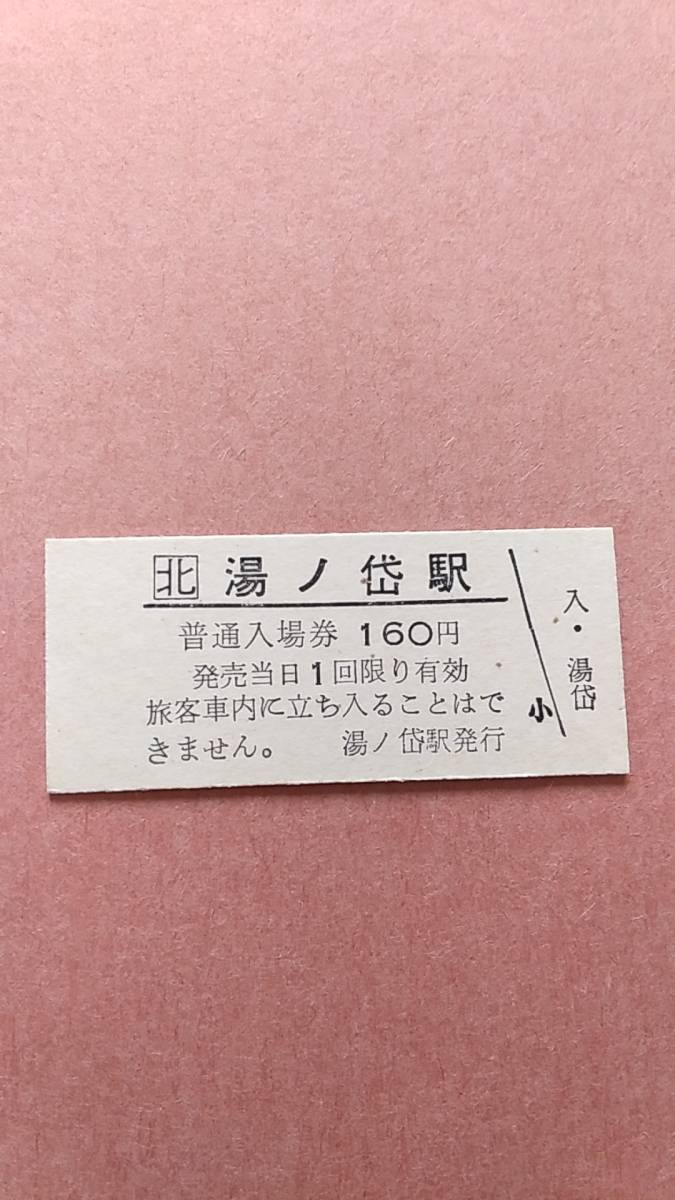 北 湯ノ岱駅
普通入場券 160円
発売当日1回限り有効
旅客車内に立ち入ることはで
きません。 湯ノ岱駅発行
小
入・湯岱